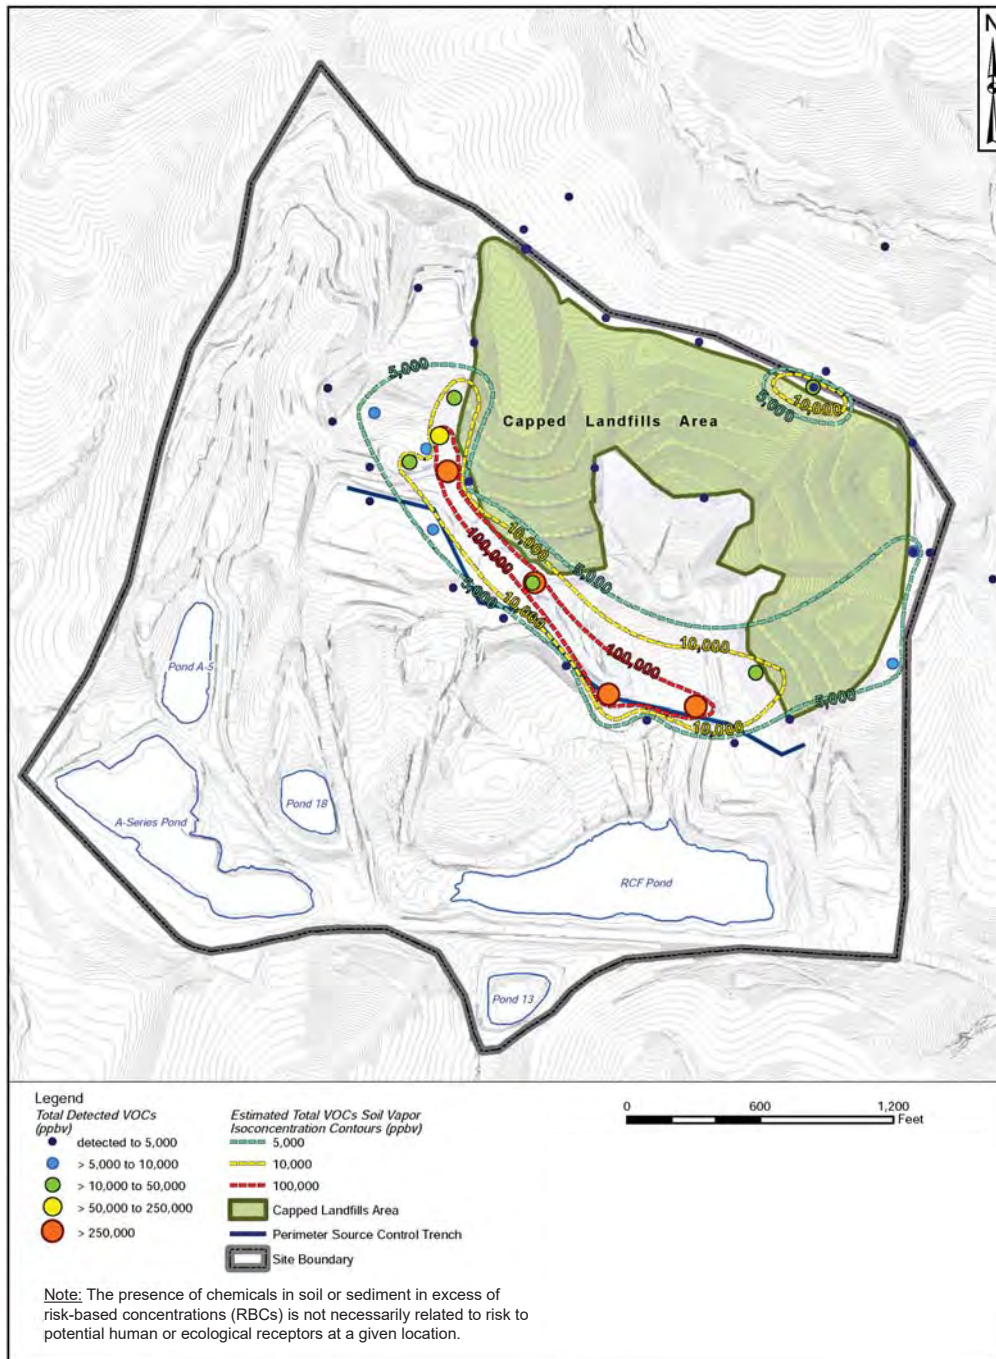 N
5,000
10,000
5,000
Capped Landfills Area
10,000
100,000
5,000
5,000
10,000
10,000
100,000
5,000
10,000
Pond A-5
A-Series Pond
Pond 18
RCF Pond
Pond 13
Legend
Total Detected VOCs
(ppbv)
detected to 5,000
> 5,000 to 10,000
> 10,000 to 50,000
> 50,000 to 250,000
> 250,000
Estimated Total VOCs Soil Vapor
Isoconcentration Contours (ppbv)
5,000
10,000
100,000
Capped Landfills Area
Perimeter Source Control Trench
Site Boundary
0 600 1,200
Feet
Note: The presence of chemicals in soil or sediment in excess of
risk-based concentrations (RBCs) is not necessarily related to risk to
potential human or ecological receptors at a given location.